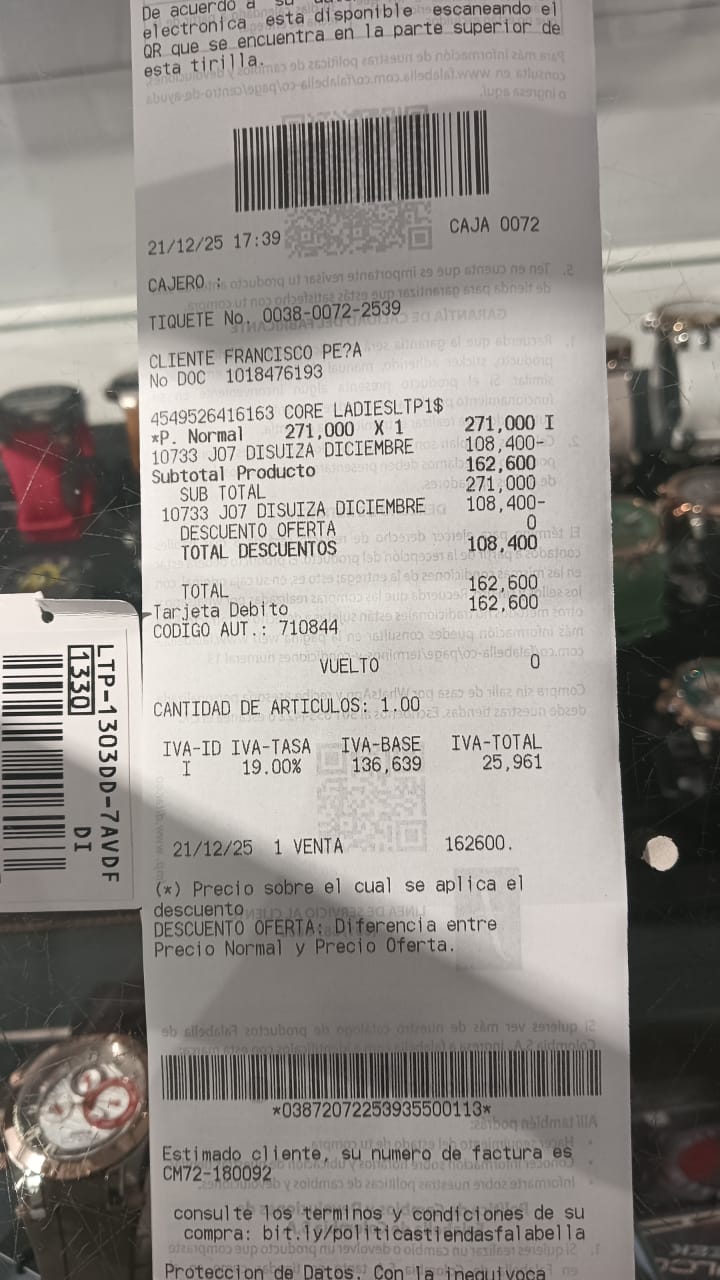 De acuerdo a su
electronica esta disponible escaneando el
QR que se encuentra en la parte superior de
esta tirilla.
21/12/25 17:39 CAJA 0072
CAJERO :
TIQUETE No. 0038-0072-2539
CLIENTE FRANCISCO PE?A
No DOC 1018476193
4549526416163 CORE LADIESLTP1$
*P. Normal 271,000 X 1 271,000 I
10733 J07 DISUIZA DICIEMBRE 108,400-
Subtotal Producto 162,600
SUB TOTAL 271,000
10733 J07 DISUIZA DICIEMBRE 108,400-
DESCUENTO OFERTA 0
TOTAL DESCUENTOS 108,400
TOTAL 162,600
Tarjeta Debito 162,600
CODIGO AUT.: 710844
VUELTO 0
CANTIDAD DE ARTICULOS: 1.00
IVA-ID IVA-TASA IVA-BASE IVA-TOTAL
I 19.00% 136,639 25,961
21/12/25 1 VENTA 162600.
(*) Precio sobre el cual se aplica el
descuento
DESCUENTO OFERTA: Diferencia entre
Precio Normal y Precio Oferta.
*03872072253935500113*
Estimado cliente, su numero de factura es
CM72-180092
consulte los terminos y condiciones de su
compra: bit.ly/politicastiendasfalabella
Proteccion de Datos. Con la inequivoca
LTP-1303DD-7AVDF
1330 DI